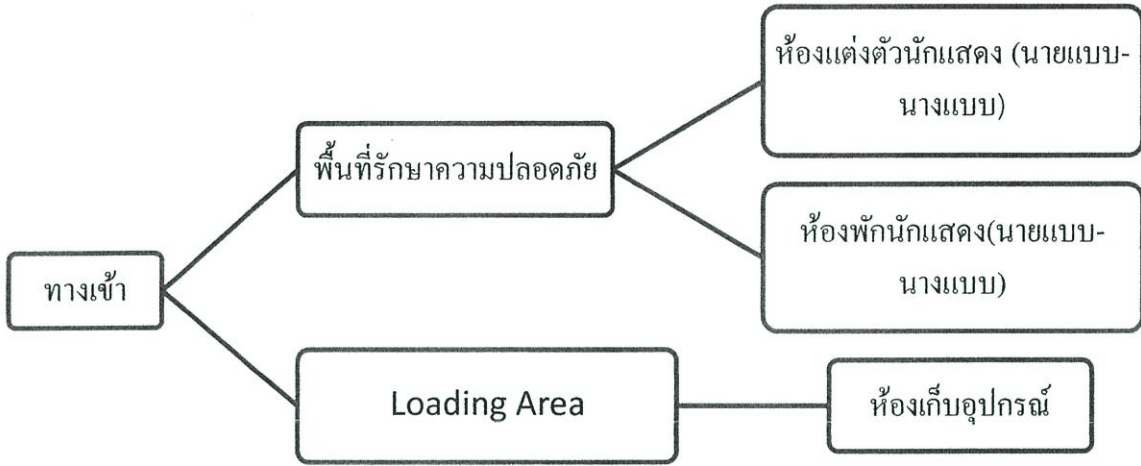 ห้องแต่งตัวนักแสดง (นายแบบ-
นางแบบ)
พื้นที่รักษาความปลอดภัย
ห้องพักนักแสดง(นายแบบ-
นางแบบ)
ทางเข้า
Loading Area
ห้องเก็บอุปกรณ์